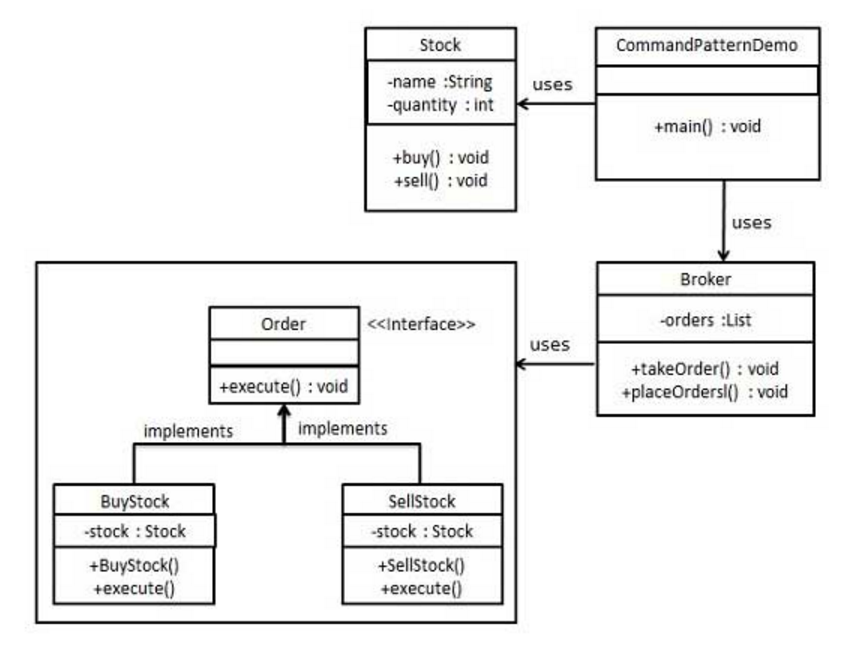 Stock
-name :String
-quantity : int
+buy() : void
+sell() : void
uses
CommandPatternDemo
+main() : void
uses
Broker
-orders :List
+takeOrder() : void
+placeOrdersl() : void
uses
Order
<<Interface>>
+execute() : void
implements
implements
BuyStock
-stock : Stock
+BuyStock()
+execute()
SellStock
-stock : Stock
+SellStock()
+execute()